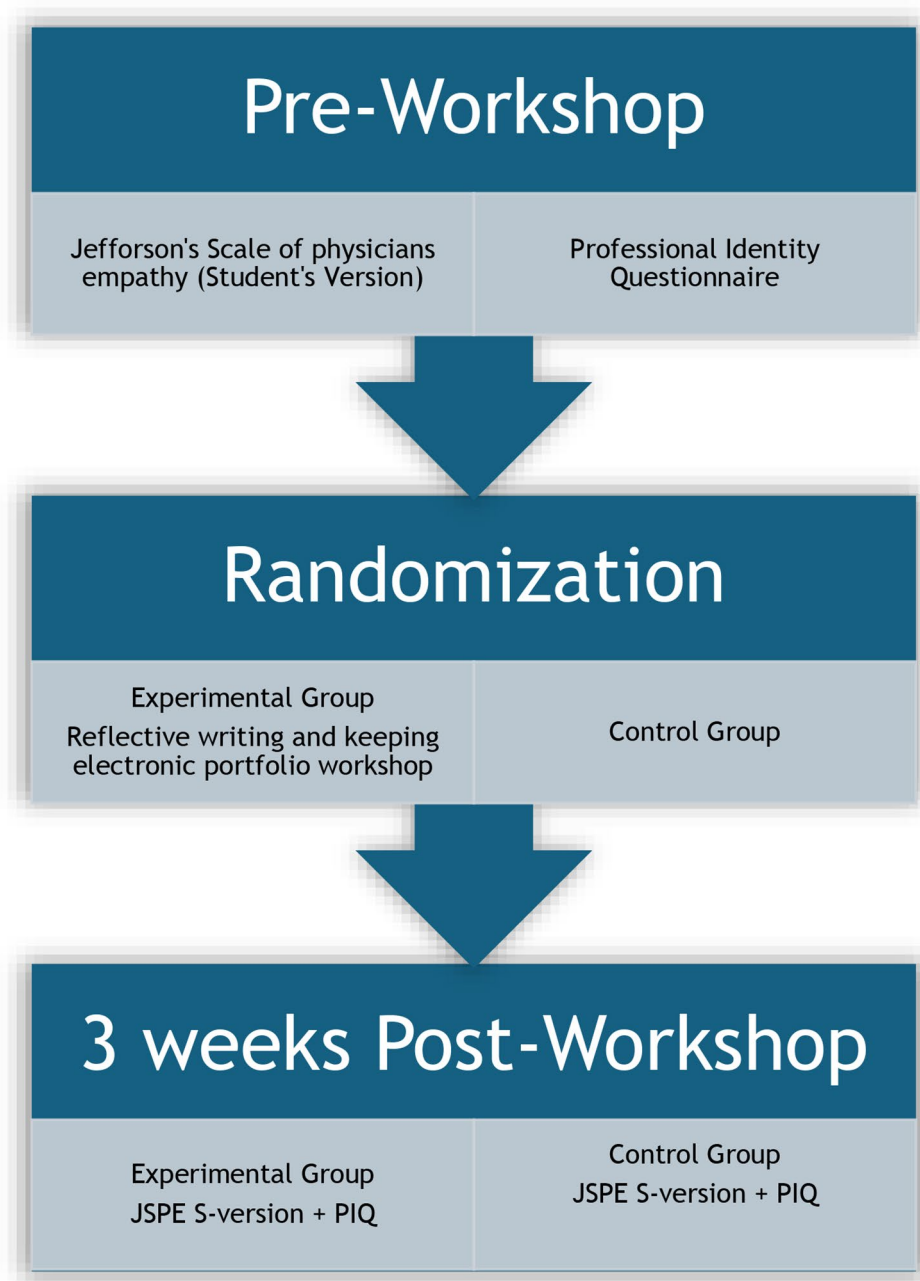 Pre-Workshop
Jefforson's Scale of physicians
empathy (Student's Version)
Professional Identity
Questionnaire
Randomization
Experimental Group
Reflective writing and keeping
electronic portfolio workshop
Control Group
3 weeks Post-Workshop
Experimental Group
JSPE S-version + PIQ
Control Group
JSPE S-version + PIQ